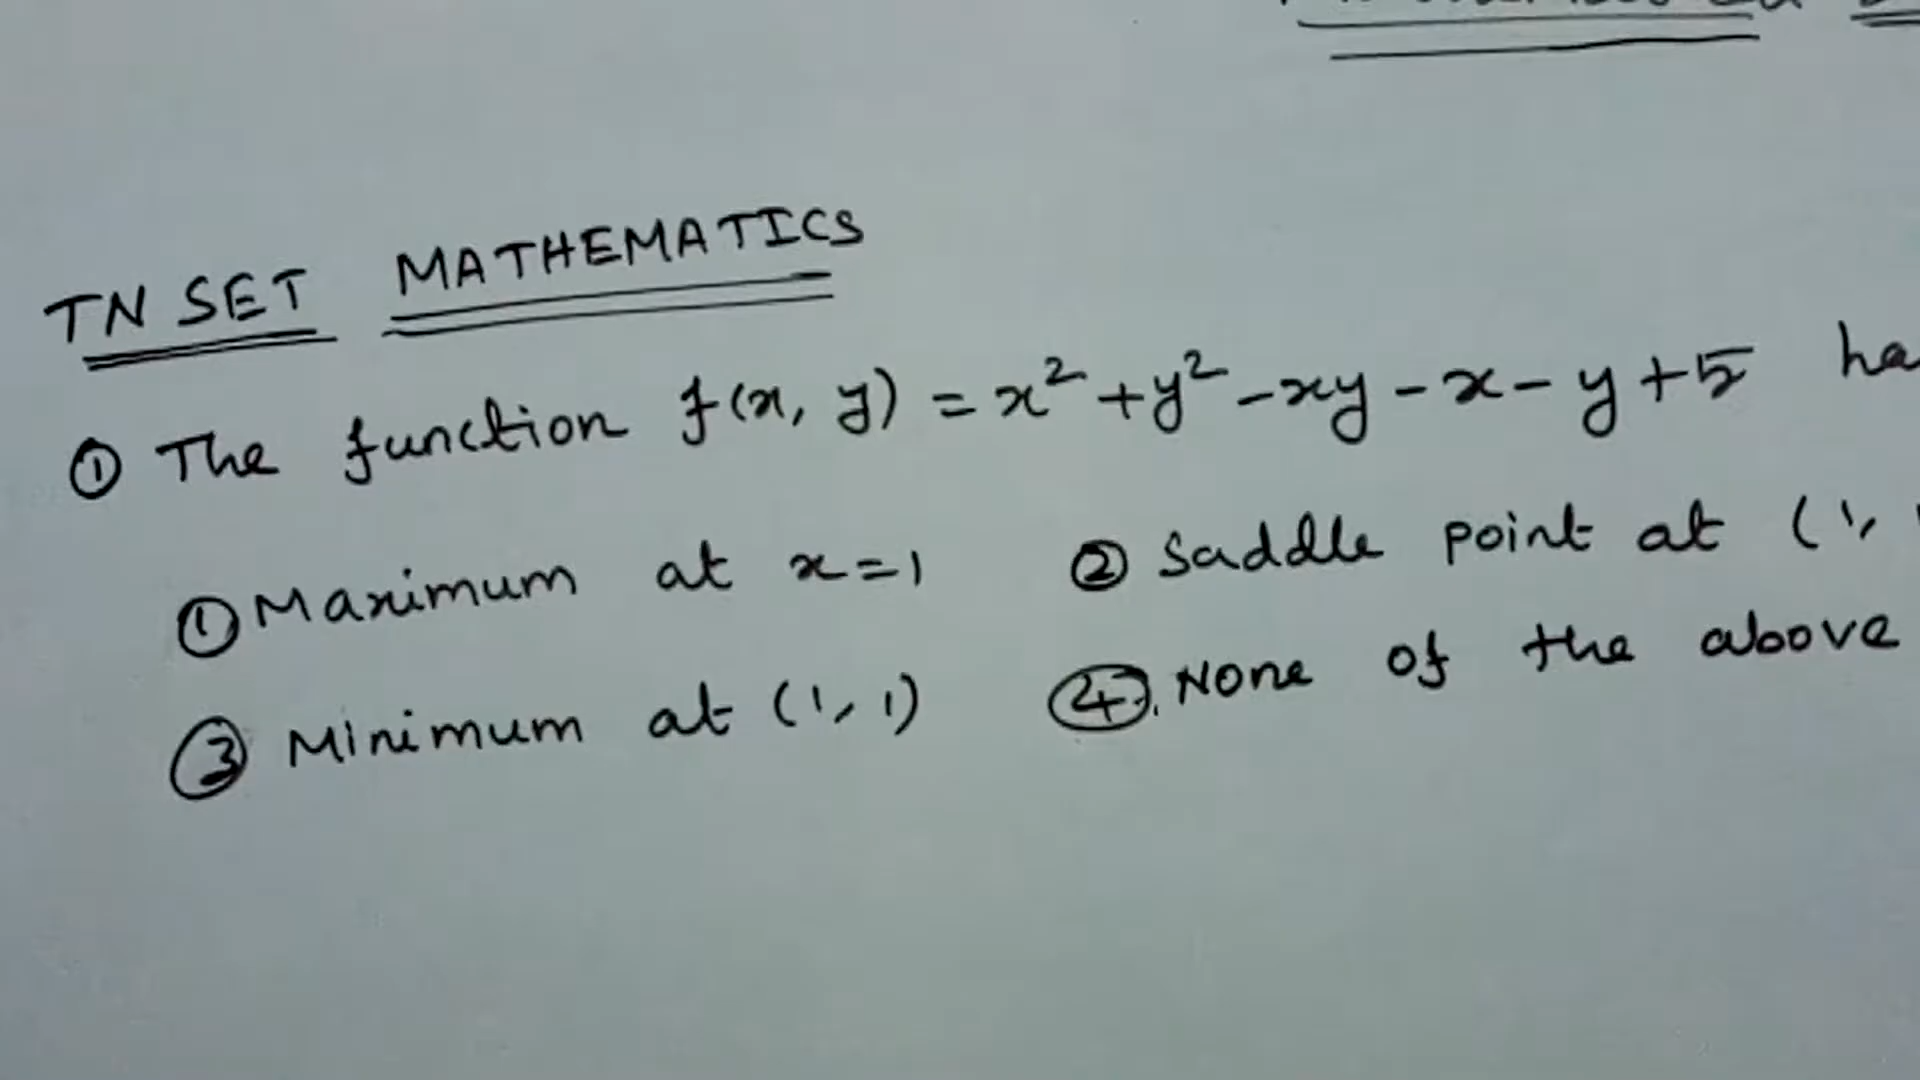 TN SET MATHEMATICS
① The function f(x, y) = x² + y² - xy - x - y + 5
① Maximum at x = 1 ② Saddle point at (1,
③ Minimum at (1, 1) ④. None of the above